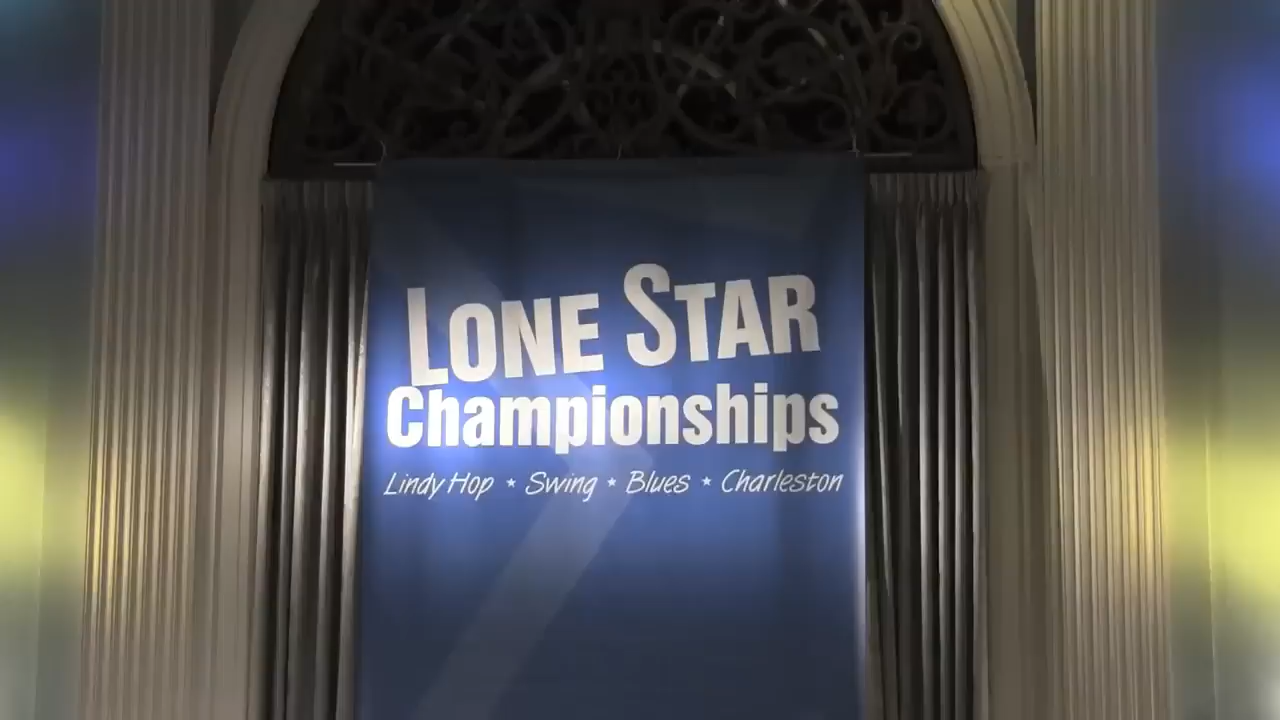 LONE STAR
Championships
Lindy Hop ★ Swing ★ Blues ★ Charleston